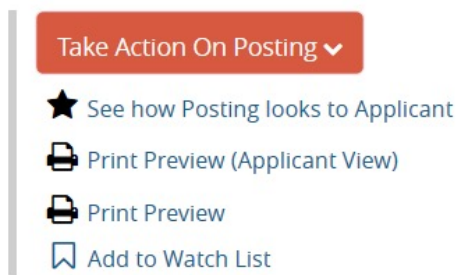 Take Action On Posting
See how Posting looks to Applicant
Print Preview (Applicant View)
Print Preview
Add to Watch List